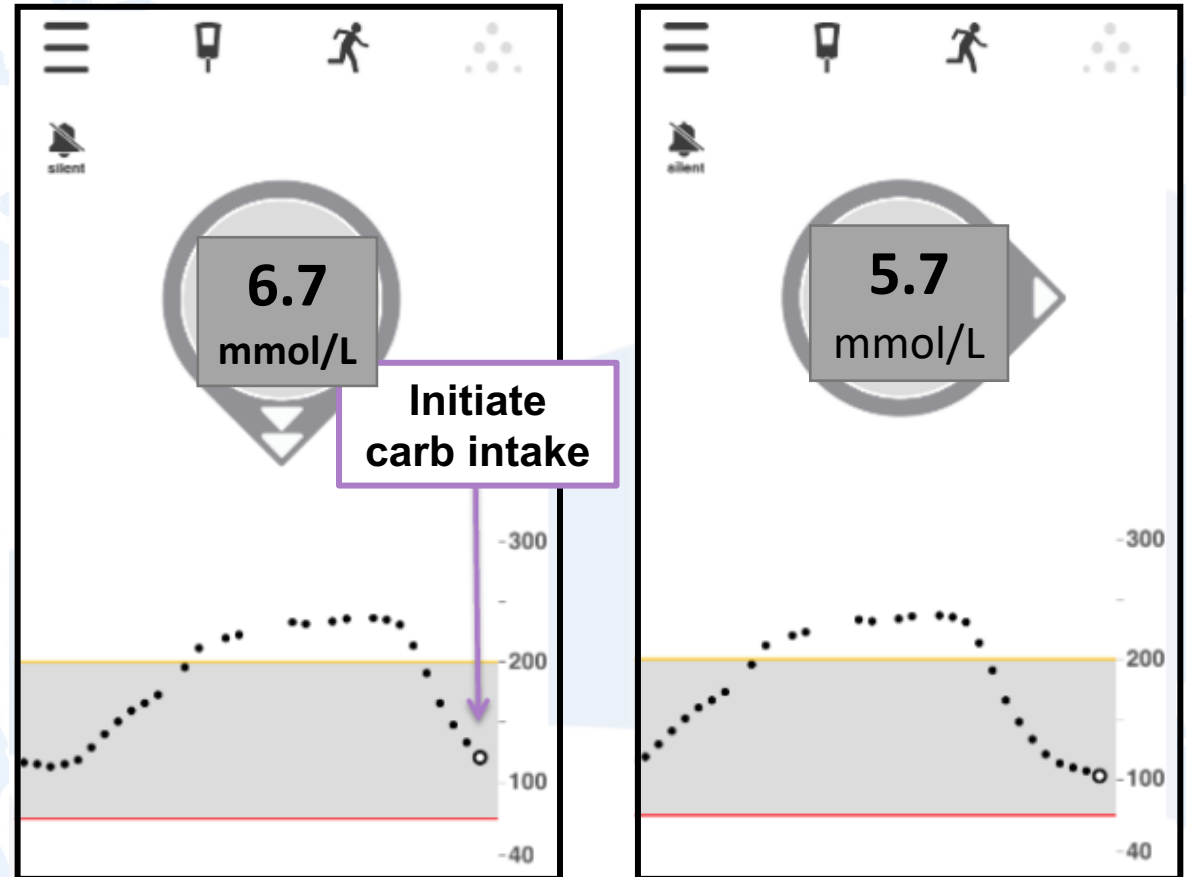 silent
6.7
mmol/L
Initiate
carb intake
-300
-
-200
-
100
-40
silent
5.7
mmol/L
-300
-
200
-
-100
-40